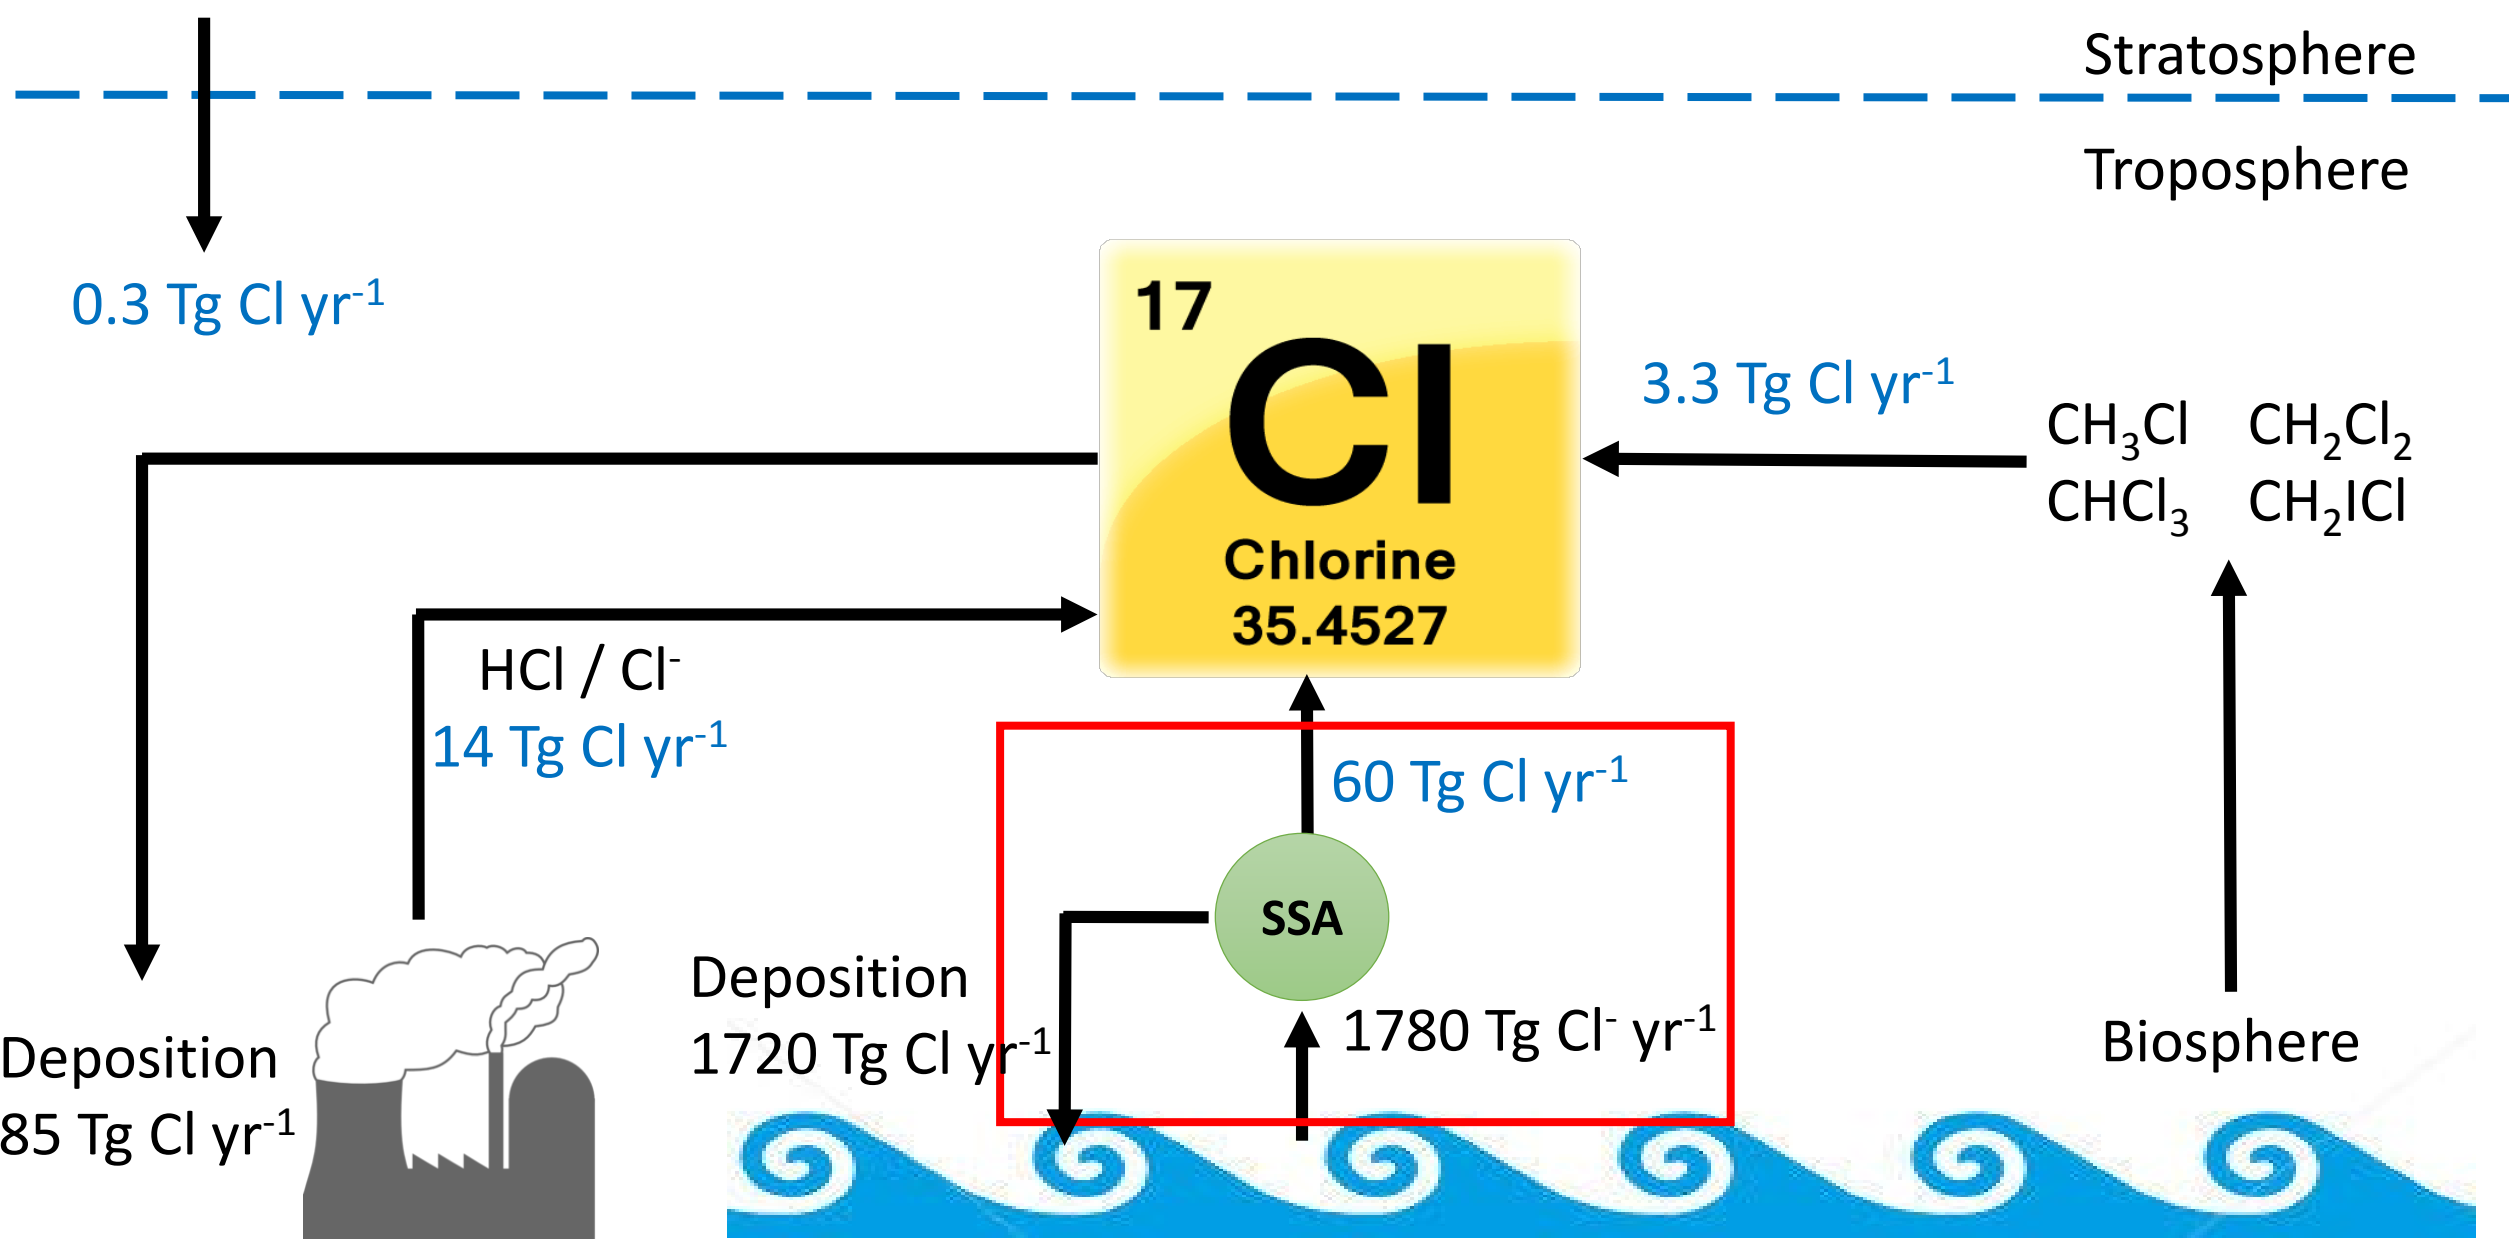 Stratosphere
Troposphere
0.3 Tg Cl yr⁻¹
17
Cl
Chlorine
35.4527
3.3 Tg Cl yr⁻¹
CH₃Cl CH₂Cl₂
CHCl₃ CH₂ICl
HCl / Cl⁻
14 Tg Cl yr⁻¹
60 Tg Cl yr⁻¹
SSA
Deposition
1720 Tg Cl yr⁻¹
1780 Tg Cl⁻ yr⁻¹
Biosphere
Deposition
85 Tg Cl yr⁻¹